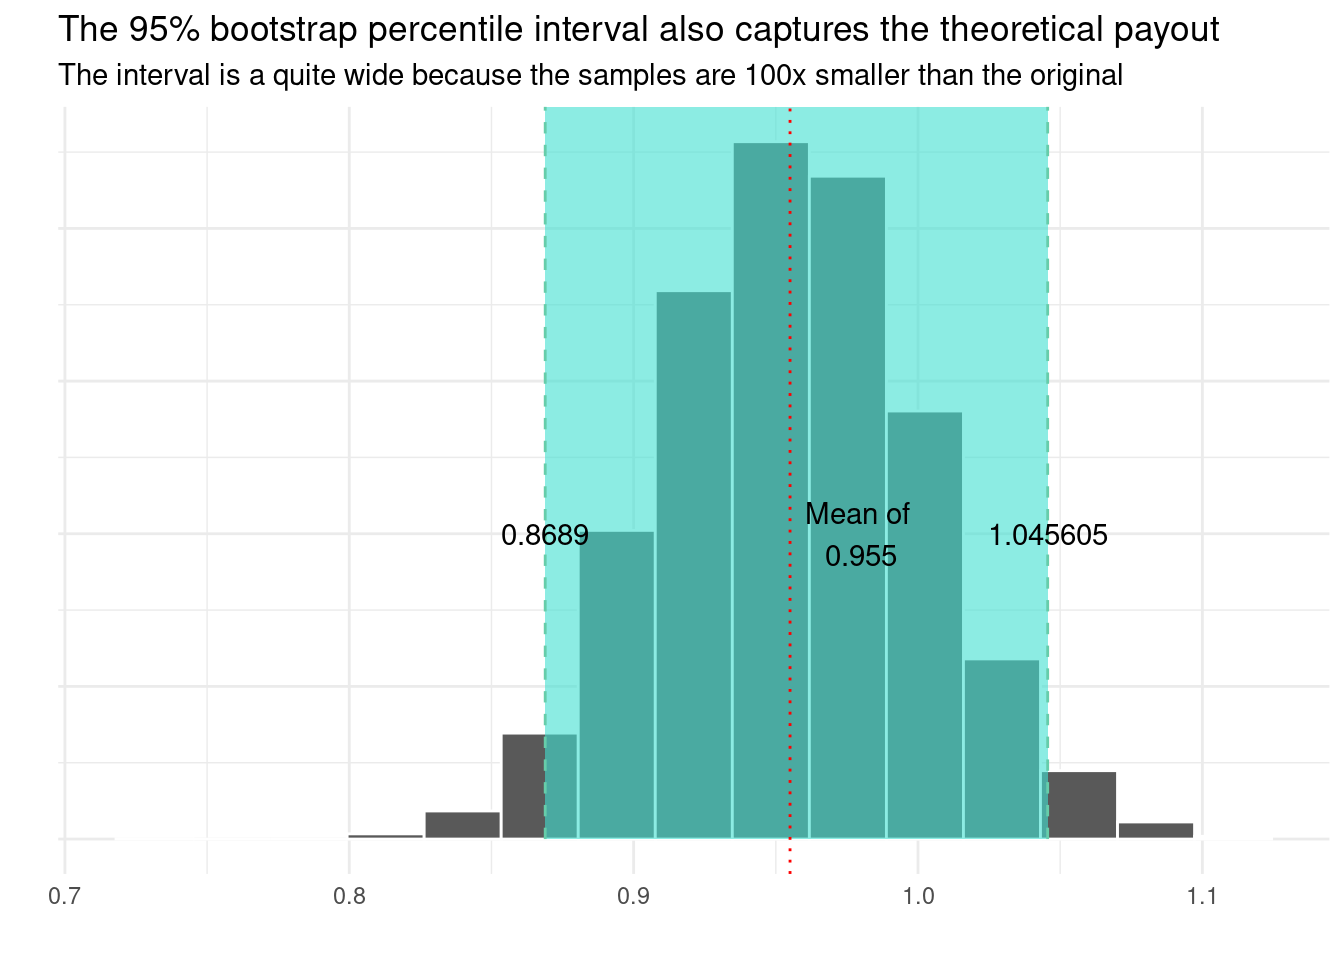 The 95% bootstrap percentile interval also captures the theoretical payout
The interval is a quite wide because the samples are 100x smaller than the original
Mean of
0.955
0.8689
1.045605
0.7
0.8
0.9
1.0
1.1